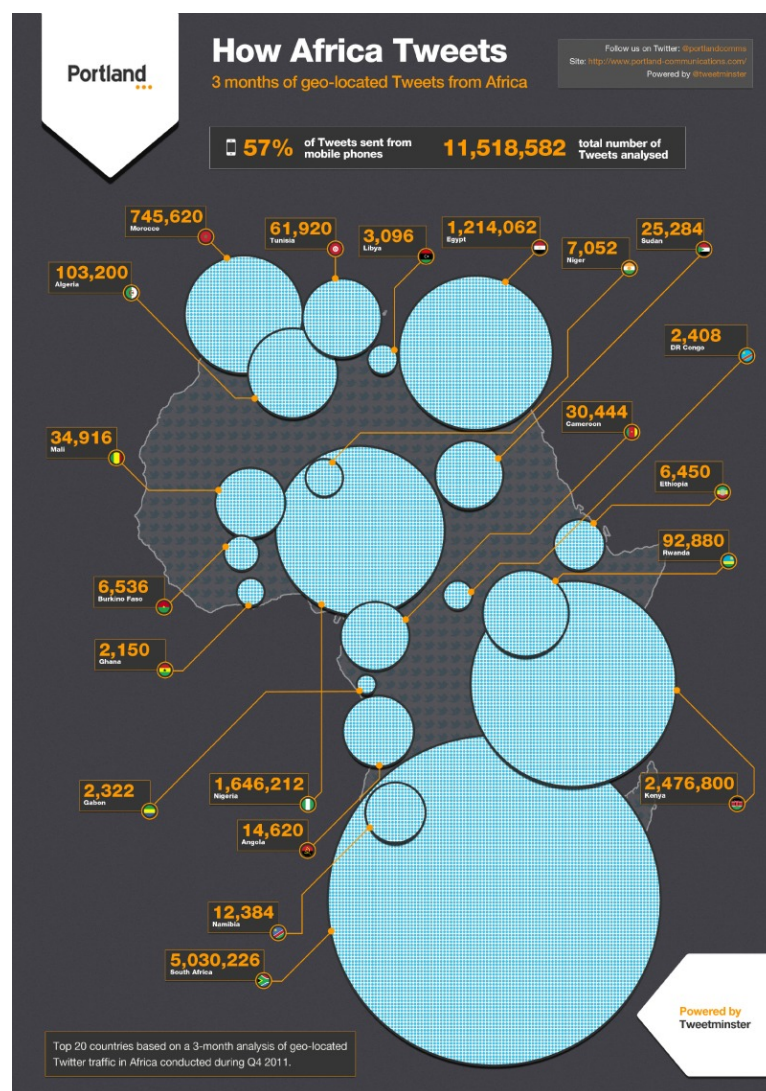 Portland
How Africa Tweets
3 months of geo-located Tweets from Africa
Follow us on Twitter: @portlandcomms
Site: http://www.portland-communications.com/
Powered by @tweetminster
57% of Tweets sent from
mobile phones
11,518,582 total number of
Tweets analysed
745,620
Morocco
61,920
Tunisia
3,096
Libya
1,214,062
Egypt
25,284
Sudan
7,052
Niger
103,200
Algeria
2,408
DR Congo
30,444
Cameroon
34,916
Mali
6,450
Ethiopia
92,880
Rwanda
6,536
Burkino Faso
2,150
Ghana
2,322
Gabon
1,646,212
Nigeria
2,476,800
Kenya
14,620
Angola
12,384
Namibia
5,030,226
South Africa
Powered by
Tweetminster
Top 20 countries based on a 3-month analysis of geo-located
Twitter traffic in Africa conducted during Q4 2011.